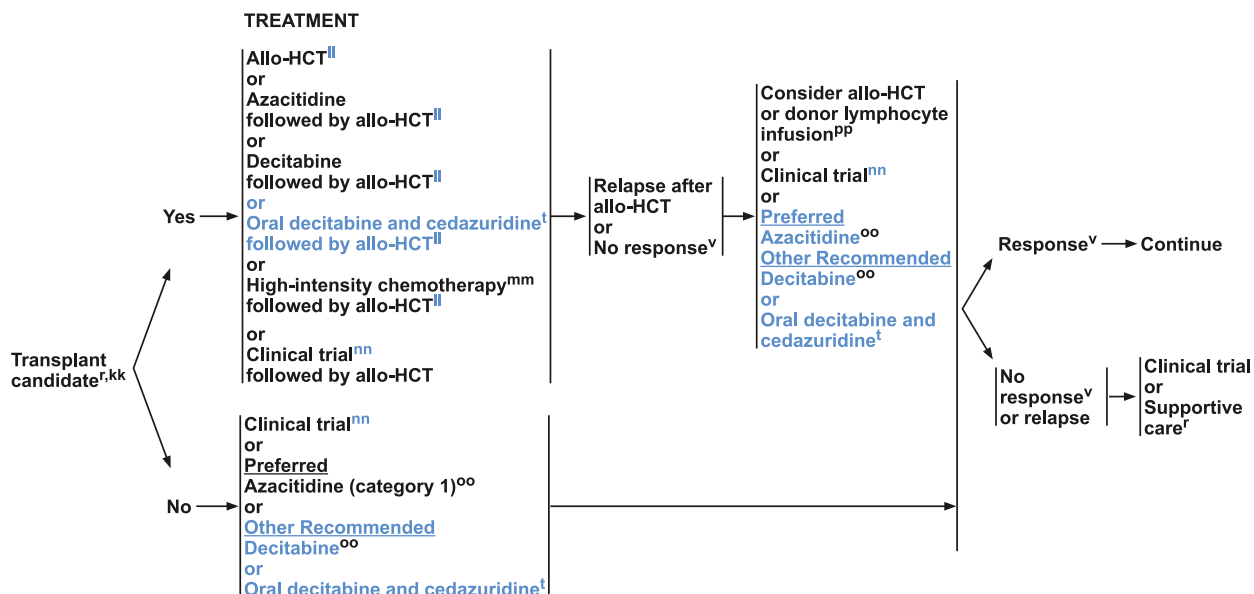 TREATMENT
Allo-HCTll
or
Azacitidine
followed by allo-HCTll
or
Decitabine
followed by allo-HCTll
or
Oral decitabine and cedazuridinet
followed by allo-HCTll
or
High-intensity chemotherapymm
followed by allo-HCTll
or
Clinical trialnn
followed by allo-HCT
Yes
Relapse after
allo-HCT
or
No responsev
Consider allo-HCT
or donor lymphocyte
infusionpp
or
Clinical trialnn
or
Preferred
Azacitidineoo
Other Recommended
Decitabineoo
or
Oral decitabine and
cedazuridinet
Responsev
Continue
Transplant
candidater,kk
No
responsev
or relapse
Clinical trial
or
Supportive
carer
No
Clinical trialnn
or
Preferred
Azacitidine (category 1)oo
or
Other Recommended
Decitabineoo
or
Oral decitabine and cedazuridinet